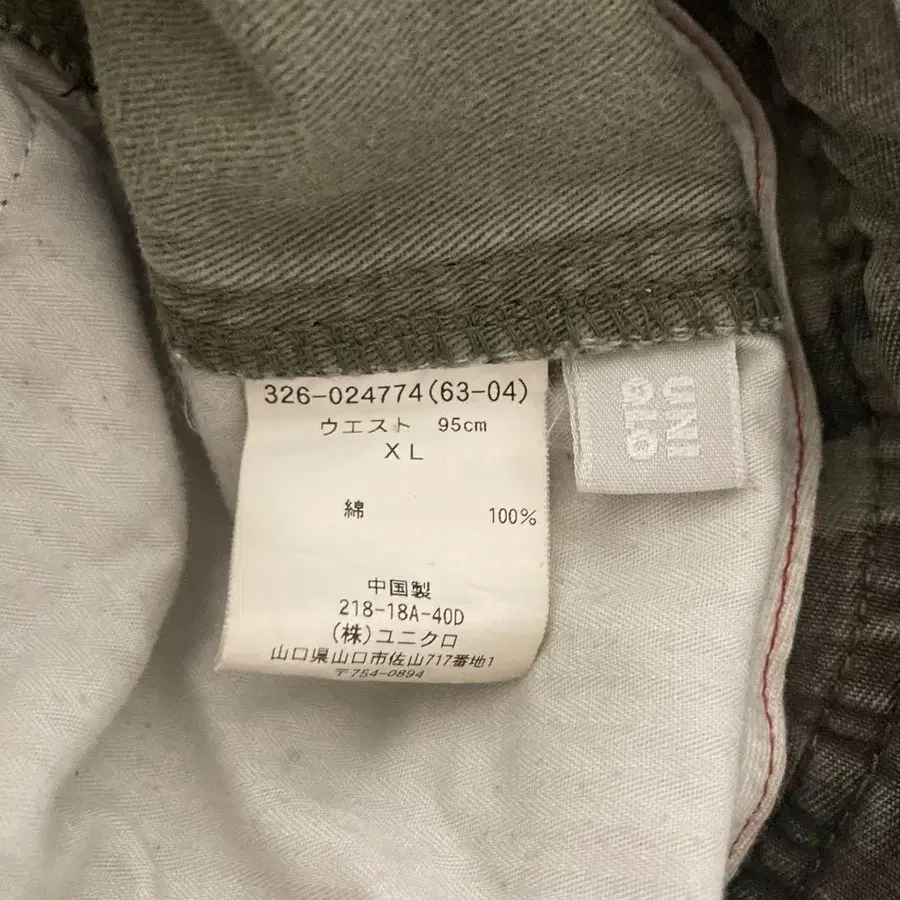 326-024774(63-04)
ウエスト 95cm
XL
綿 100%
中国製
218-18A-40D
(株)ユニクロ
山口県山口市佐山717番地1
〒754-0894
UNI
QLO